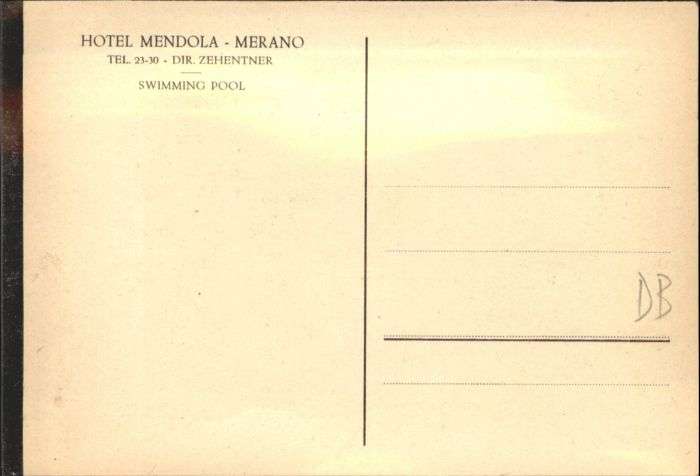 HOTEL MENDOLA - MERANO
TEL. 23-30 - DIR. ZEHENTNER
SWIMMING POOL
DB